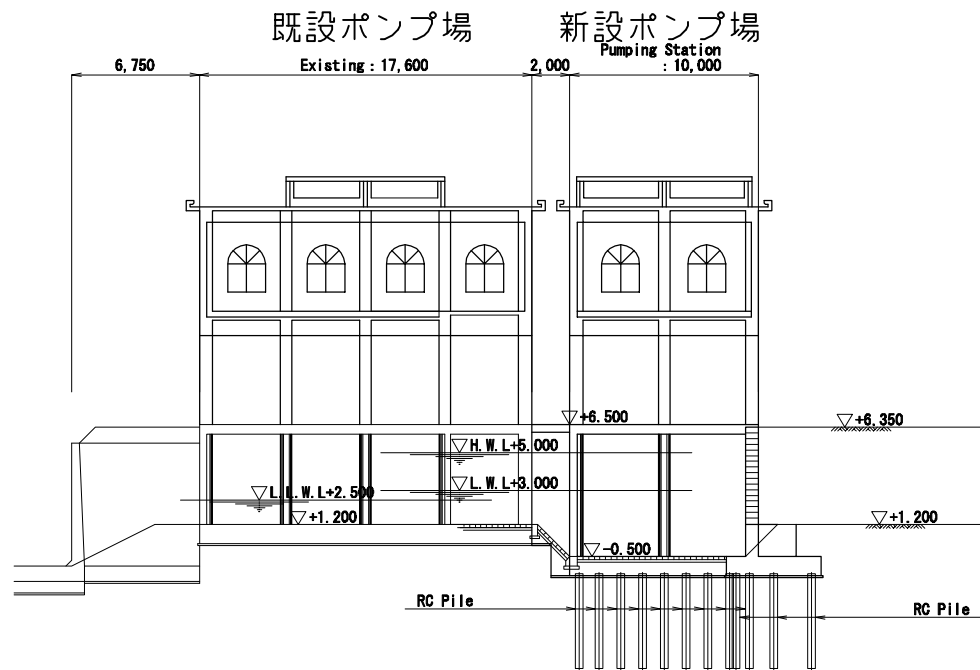 既設ポンプ場
新設ポンプ場
6,750
Existing : 17,600
2,000
Pumping Station
: 10,000
+6.500
+6.350
H.W.L+5.000
L.W.L+3.000
L.L.W.L+2.500
+1.200
+1.200
-0.500
RC Pile
RC Pile